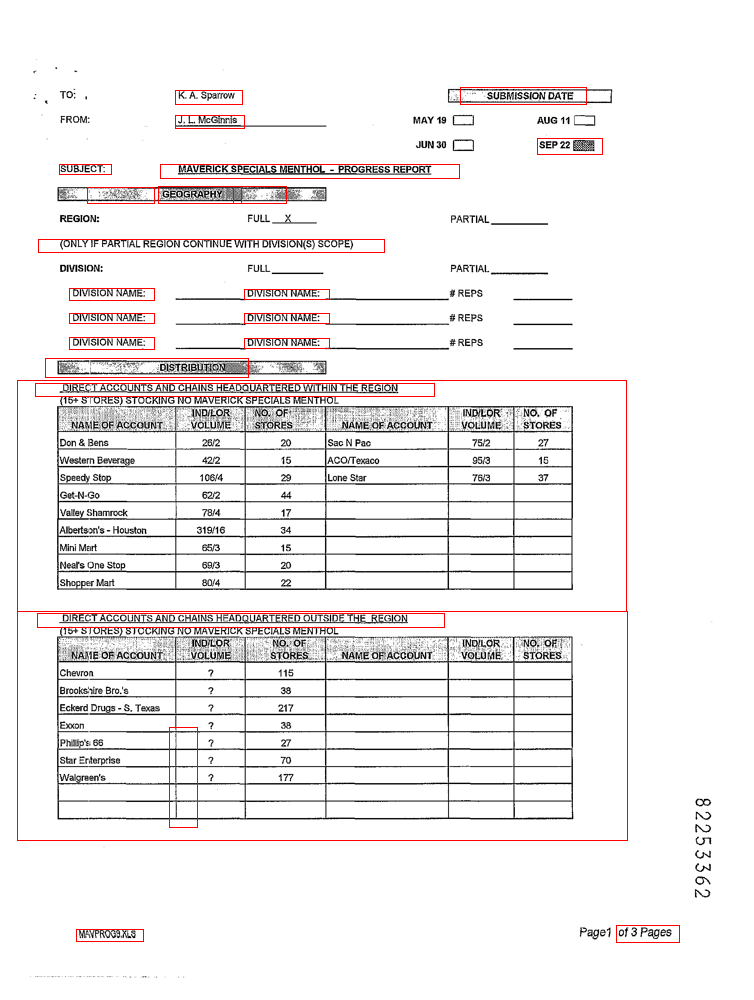 TO: K. A. Sparrow SUBMISSION DATE
FROM: J. L. McGinnis MAY 19 AUG 11
JUN 30 SEP 22
SUBJECT: MAVERICK SPECIALS MENTHOL - PROGRESS REPORT
GEOGRAPHY
REGION: FULL X PARTIAL
(ONLY IF PARTIAL REGION CONTINUE WITH DIVISION(S) SCOPE)
DIVISION: FULL PARTIAL
DIVISION NAME: DIVISION NAME: # REPS
DIVISION NAME: DIVISION NAME: # REPS
DIVISION NAME: DIVISION NAME: # REPS
DISTRIBUTION
DIRECT ACCOUNTS AND CHAINS HEADQUARTERED WITHIN THE REGION
(15+ STORES) STOCKING NO MAVERICK SPECIALS MENTHOL
IND/LOR NO. OF IND/LOR NO. OF
NAME OF ACCOUNT VOLUME STORES NAME OF ACCOUNT VOLUME STORES
Don & Bens 26/2 20 Sac N Pac 75/2 27
Western Beverage 42/2 15 ACO/Texaco 95/3 15
Speedy Stop 106/4 29 Lone Star 76/3 37
Get-N-Go 62/2 44
Valley Shamrock 78/4 17
Albertson's - Houston 319/16 34
Mini Mart 65/3 15
Neal's One Stop 69/3 20
Shopper Mart 80/4 22
DIRECT ACCOUNTS AND CHAINS HEADQUARTERED OUTSIDE THE REGION
(15+ STORES) STOCKING NO MAVERICK SPECIALS MENTHOL
IND/LOR NO. OF IND/LOR NO. OF
NAME OF ACCOUNT VOLUME STORES NAME OF ACCOUNT VOLUME STORES
Chevron ? 115
Brookshire Bro.'s ? 38
Eckerd Drugs - S. Texas ? 217
Exxon ? 38
Phillip's 66 ? 27
Star Enterprise ? 70
Walgreen's ? 177
82253362
MAVPROG9.XLS Page1 of 3 Pages